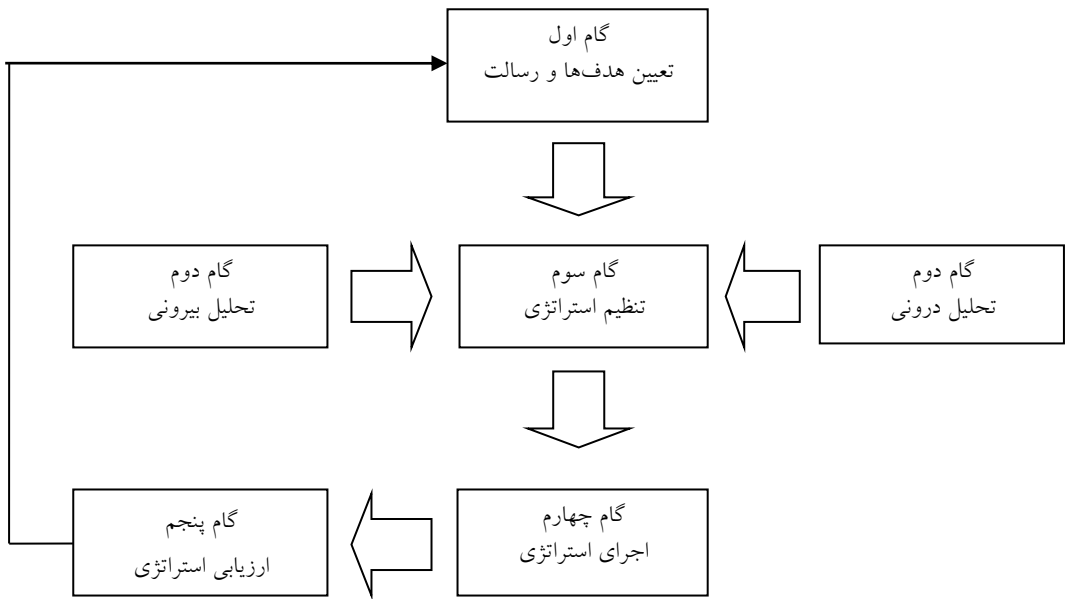 گام اول
تعیین هدف‌ها و رسالت
گام دوم
تحلیل درونی
گام سوم
تنظیم استراتژی
گام دوم
تحلیل بیرونی
گام چهارم
اجرای استراتژی
گام پنجم
ارزیابی استراتژی